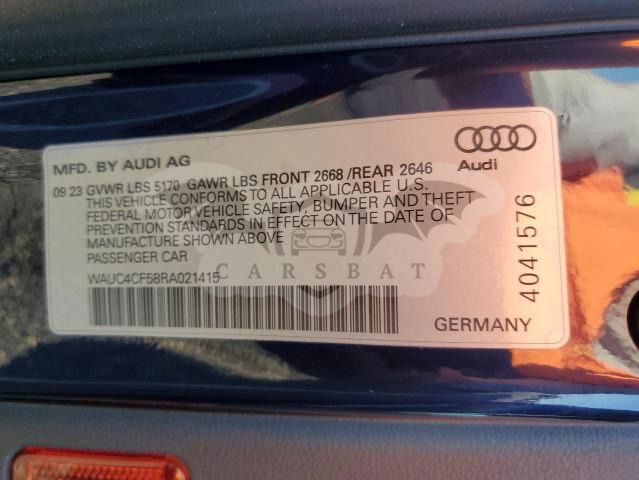 MFD. BY AUDI AG
09 23 GVWR LBS 5170 GAWR LBS FRONT 2668 /REAR 2646
THIS VEHICLE CONFORMS TO ALL APPLICABLE U.S.
FEDERAL MOTOR VEHICLE SAFETY, BUMPER AND THEFT
PREVENTION STANDARDS IN EFFECT ON THE DATE OF
MANUFACTURE SHOWN ABOVE
PASSENGER CAR
WAUC4CF58RA021415
Audi
4041576
GERMANY
CARSBAT